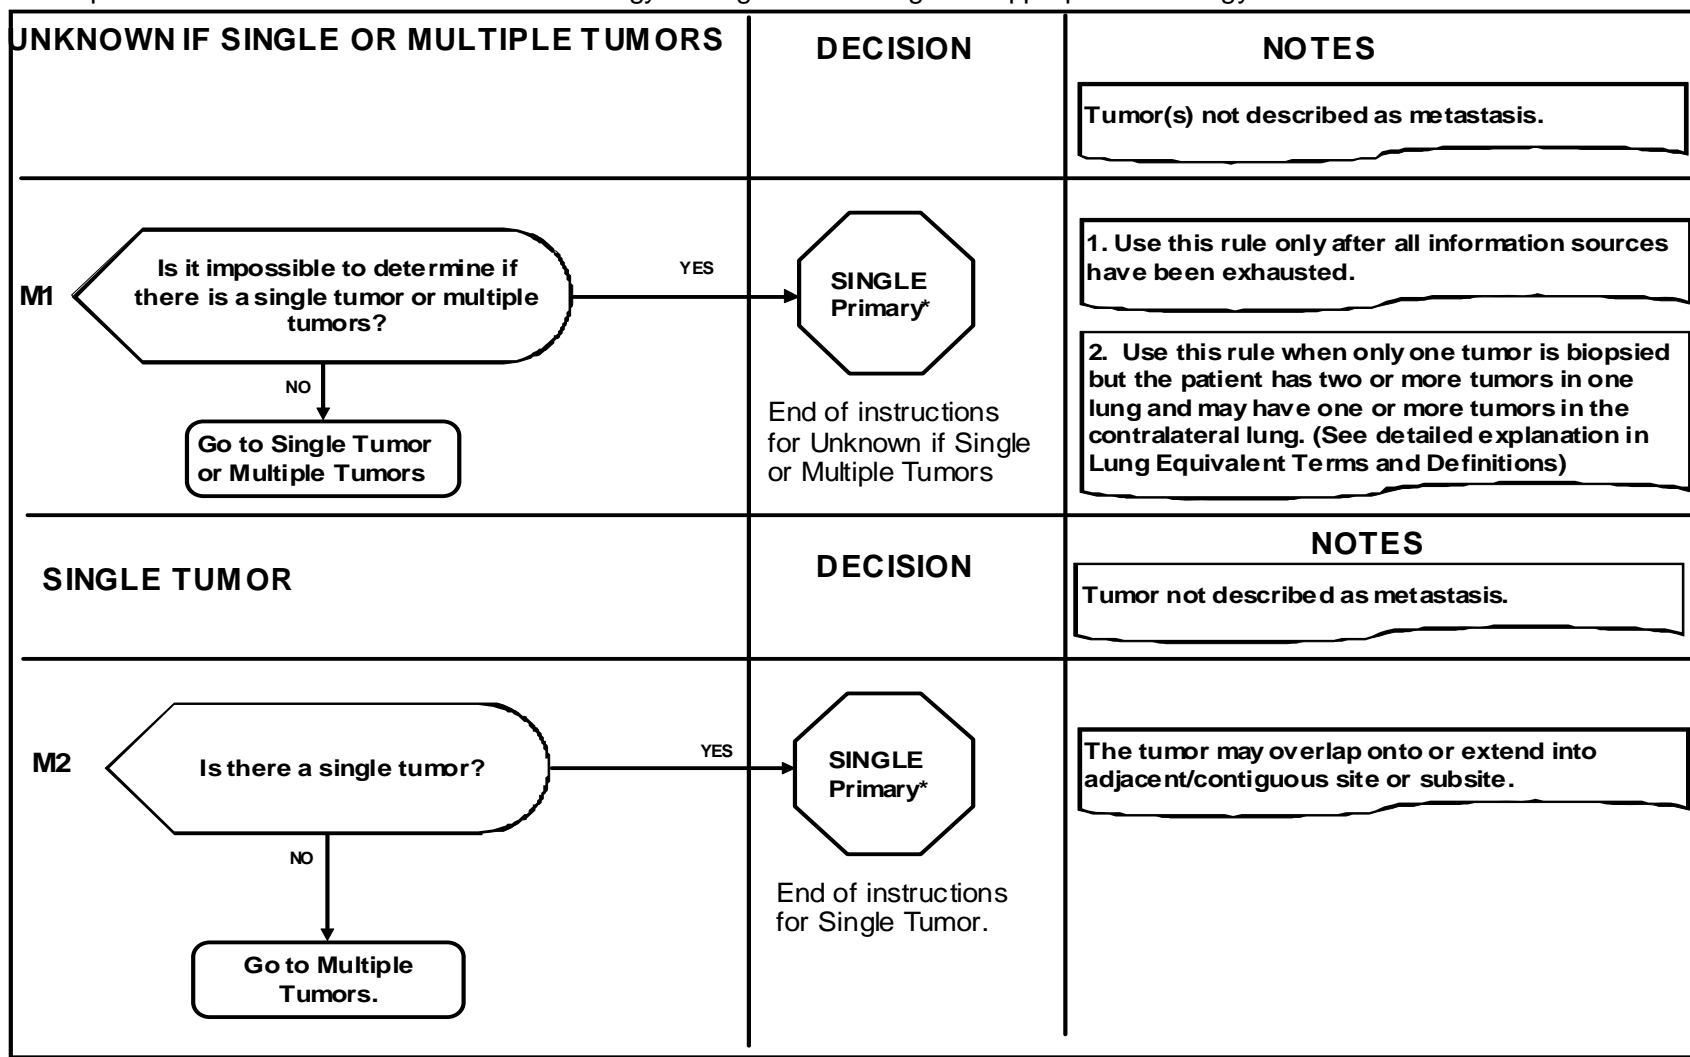 UNKNOWN IF SINGLE OR MULTIPLE TUMORS
DECISION
NOTES
Tumor(s) not described as metastasis.
M1
Is it impossible to determine if
there is a single tumor or multiple
tumors?
YES
NO
Go to Single Tumor
or Multiple Tumors
SINGLE
Primary*
End of instructions
for Unknown if Single
or Multiple Tumors
1. Use this rule only after all information sources
have been exhausted.
2. Use this rule when only one tumor is biopsied
but the patient has two or more tumors in one
lung and may have one or more tumors in the
contralateral lung. (See detailed explanation in
Lung Equivalent Terms and Definitions)
SINGLE TUMOR
DECISION
NOTES
Tumor not described as metastasis.
M2
Is there a single tumor?
YES
NO
Go to Multiple
Tumors.
SINGLE
Primary*
End of instructions
for Single Tumor.
The tumor may overlap onto or extend into
adjacent/contiguous site or subsite.